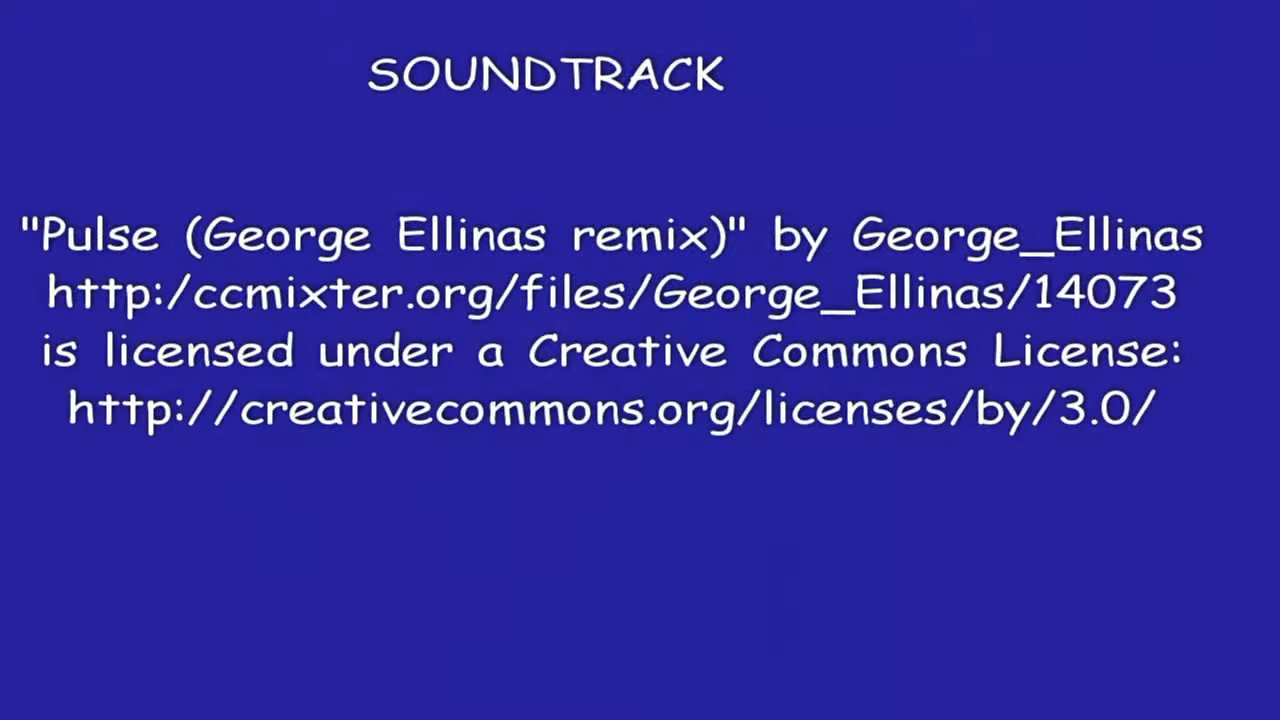 SOUNDTRACK
"Pulse (George Ellinas remix)" by George_Ellinas
http:/ccmixter.org/files/George_Ellinas/14073
is licensed under a Creative Commons License:
http://creativecommons.org/licenses/by/3.0/